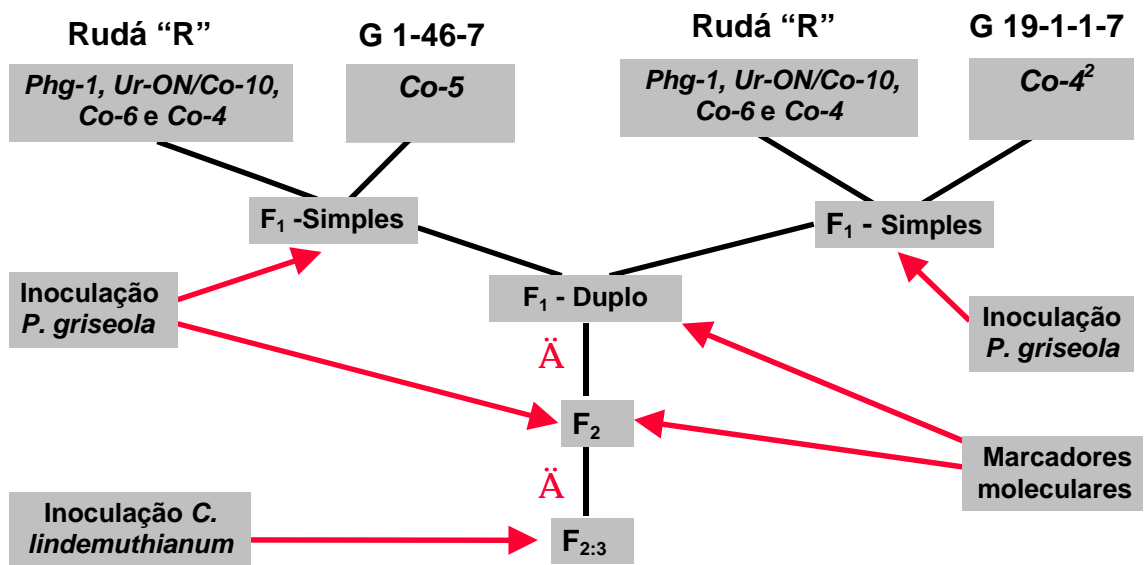 Rudá “R”
G 1-46-7
Rudá “R”
G 19-1-1-7
Phg-1, Ur-ON/Co-10,
Co-6 e Co-4
Co-5
Phg-1, Ur-ON/Co-10,
Co-6 e Co-4
Co-4²
F₁ -Simples
F₁ - Simples
Inoculação
P. griseola
F₁ - Duplo
Inoculação
P. griseola
Ä
F₂
Marcadores
moleculares
Ä
Inoculação C.
lindemuthianum
F₂:₃